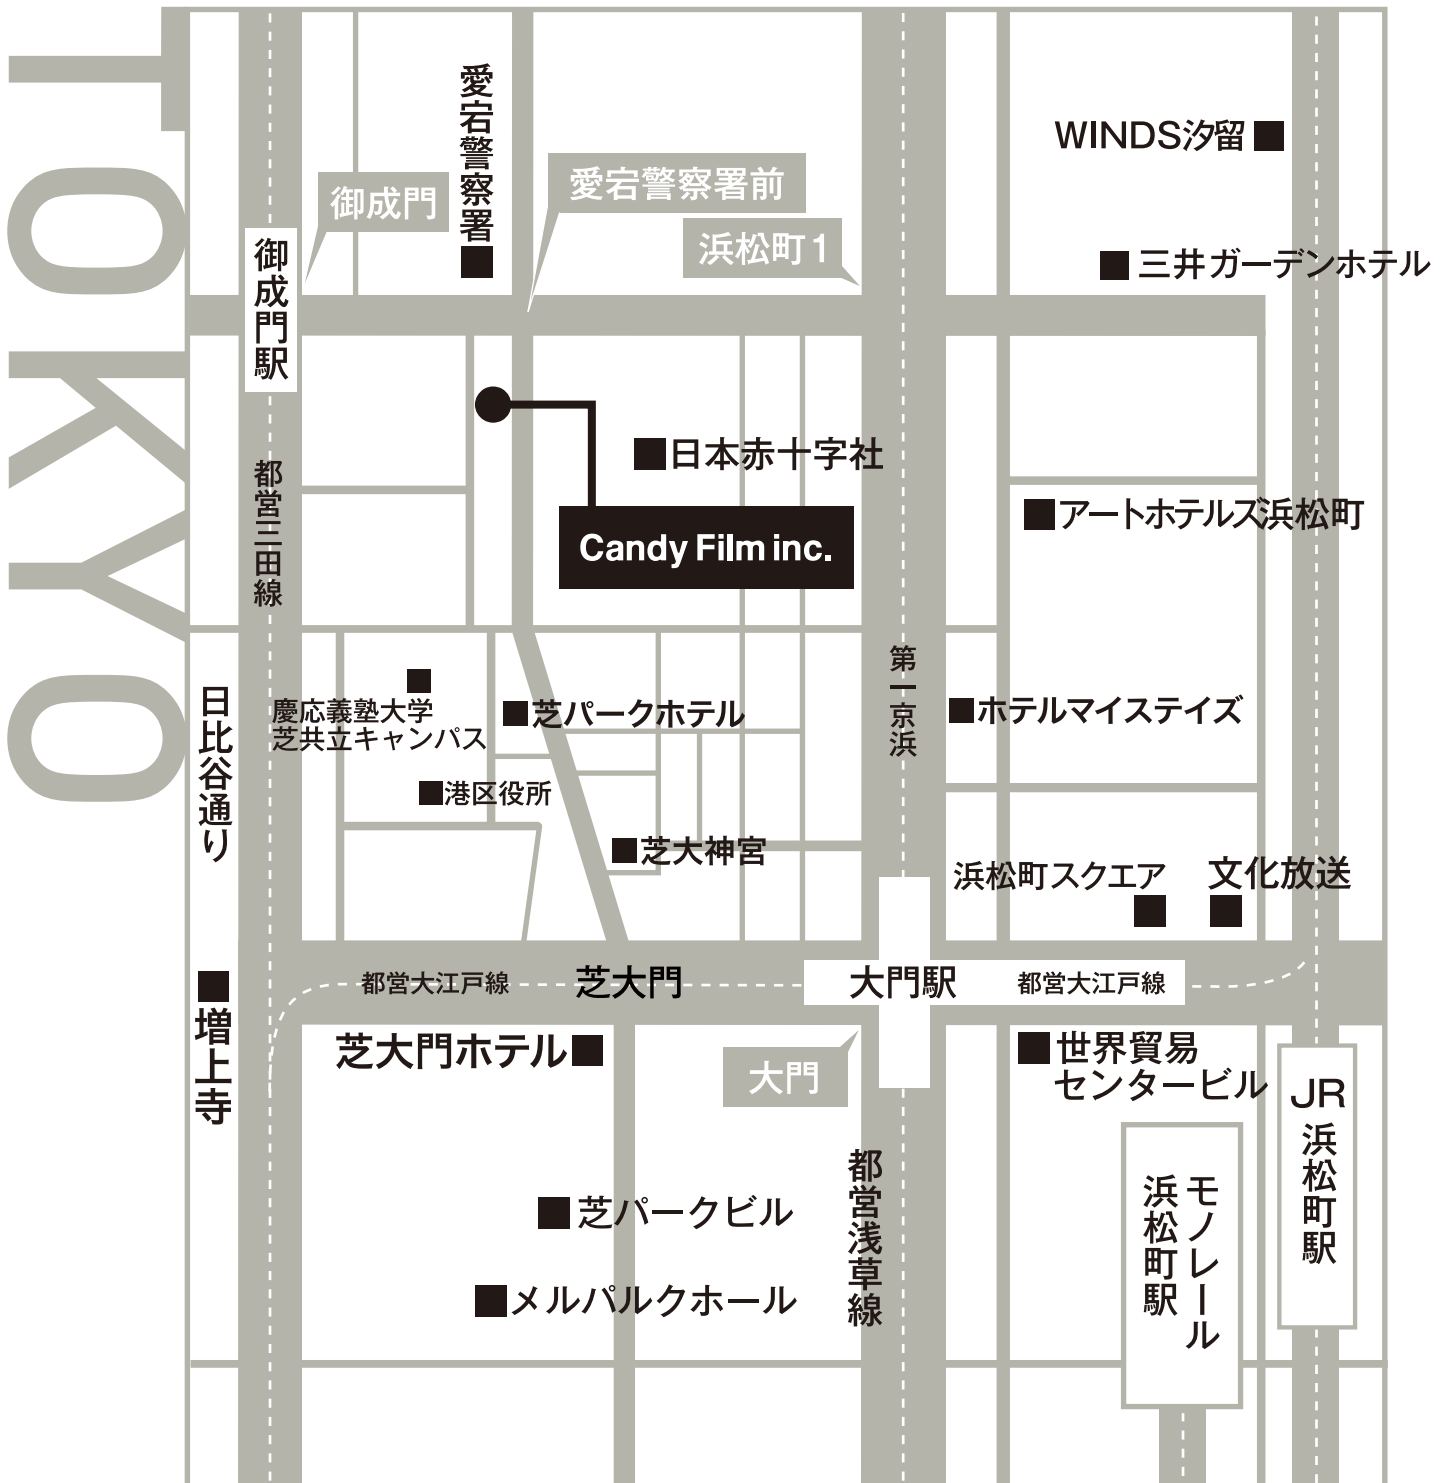 TOKYO
愛宕警察署
WINDS汐留
愛宕警察署前
御成門
浜松町1
御成門駅
三井ガーデンホテル
日本赤十字社
都営三田線
アートホテルズ浜松町
Candy Film inc.
第一京浜
日比谷通り
慶応義塾大学
芝共立キャンパス
芝パークホテル
ホテルマイステイズ
港区役所
芝大神宮
浜松町スクエア
文化放送
増上寺
都営大江戸線
芝大門
大門駅
都営大江戸線
芝大門ホテル
大門
世界貿易
センタービル
JR
浜松町駅
都営浅草線
モノレール
浜松町駅
芝パークビル
メルパルクホール